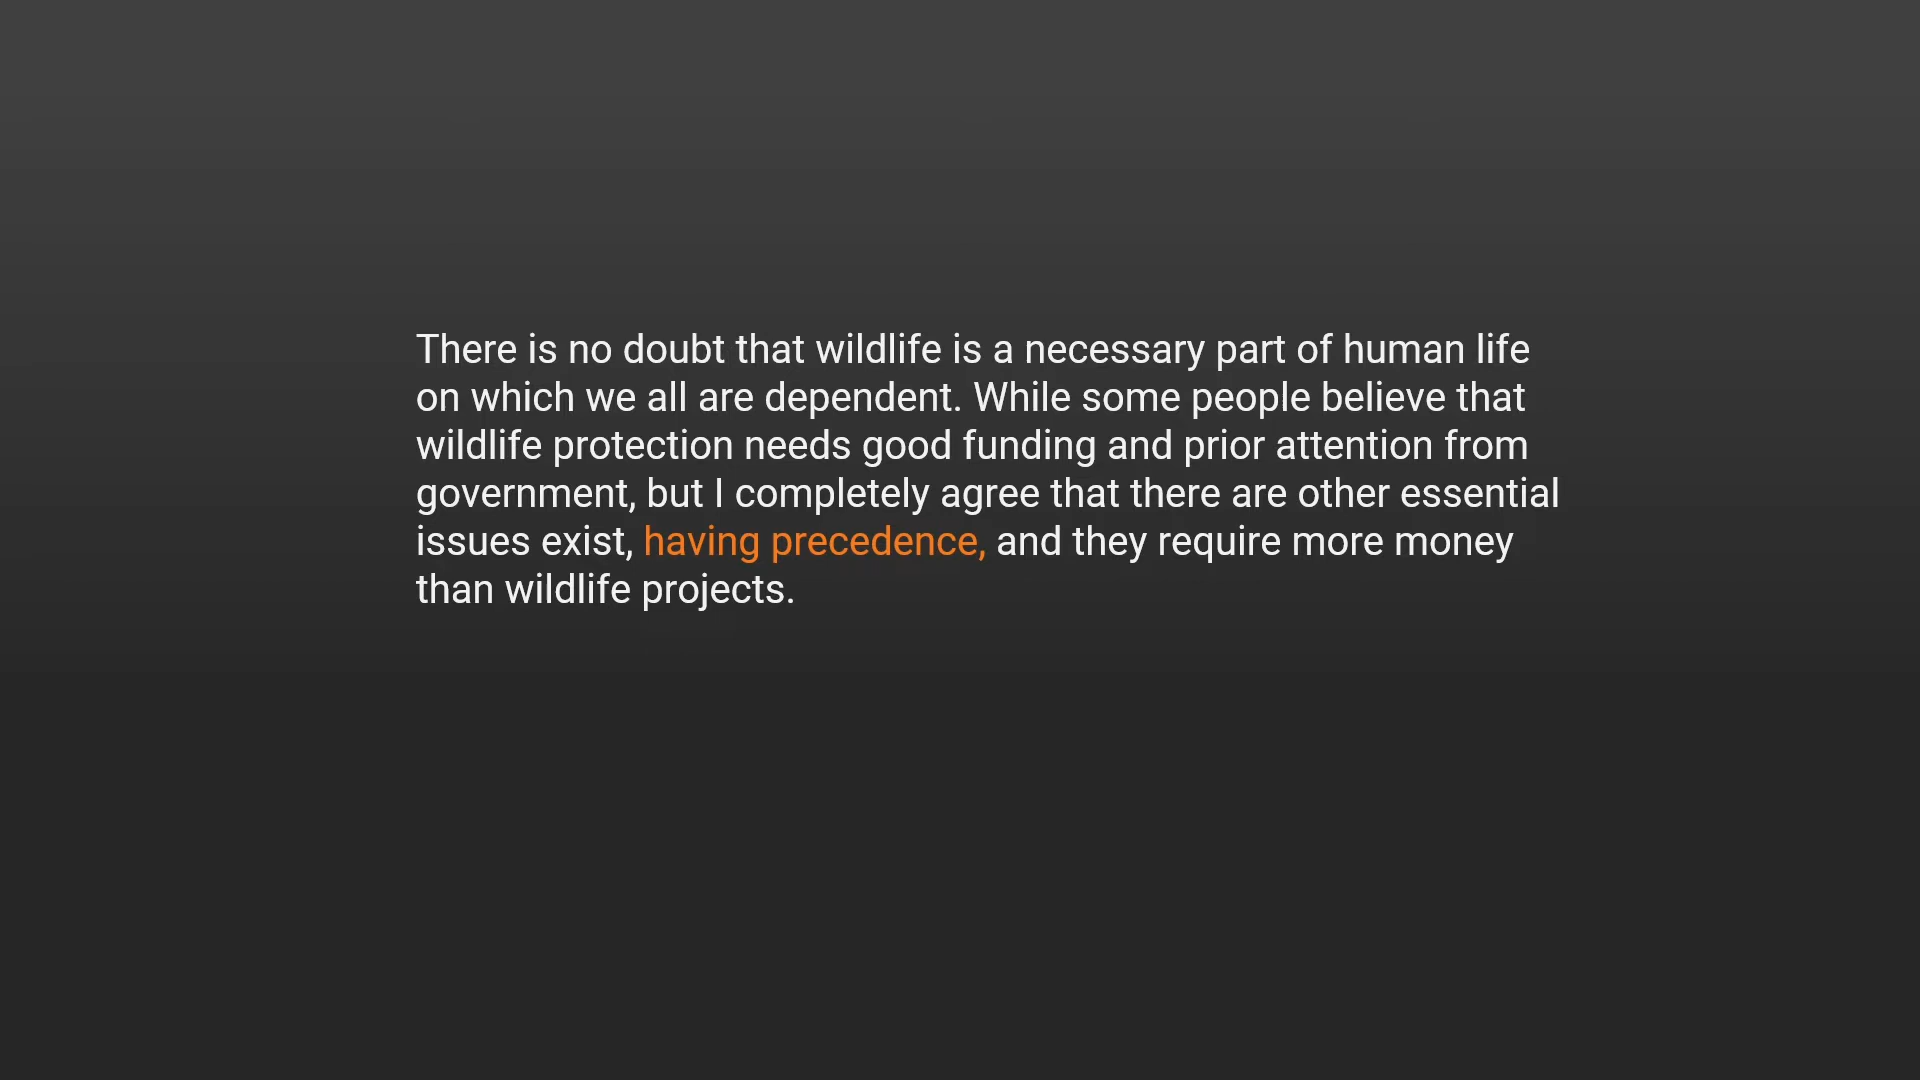 There is no doubt that wildlife is a necessary part of human life
on which we all are dependent. While some people believe that
wildlife protection needs good funding and prior attention from
government, but I completely agree that there are other essential
issues exist, having precedence, and they require more money
than wildlife projects.